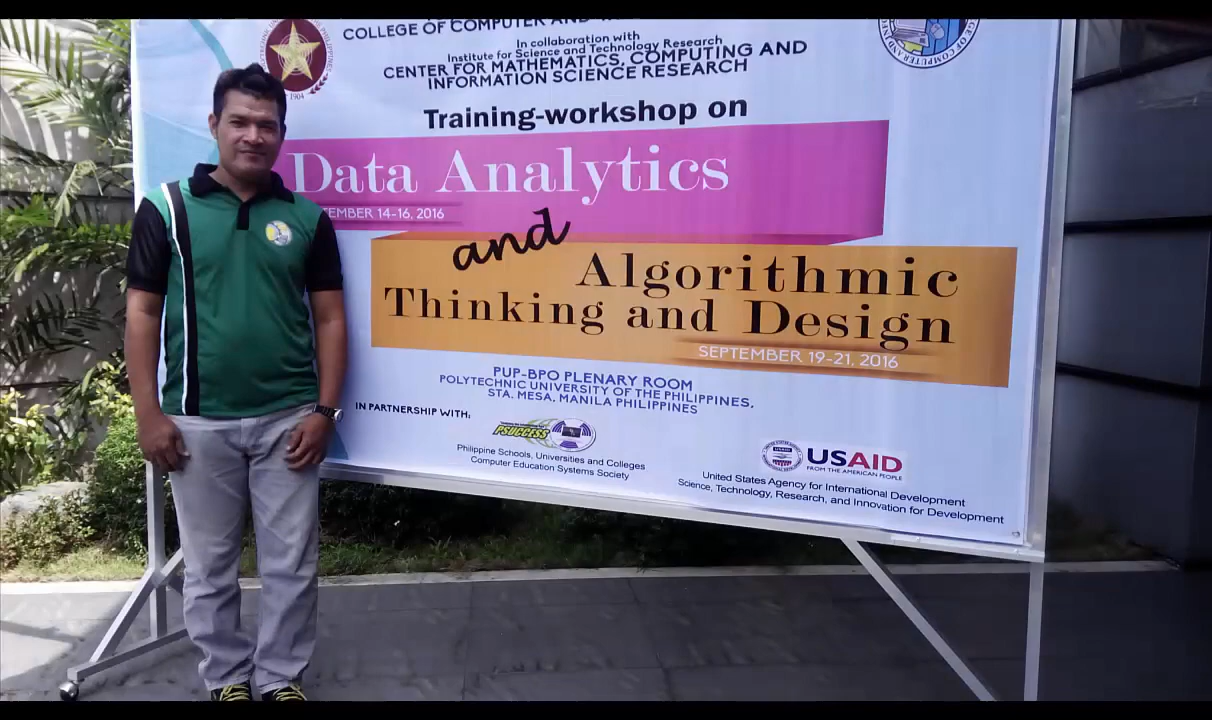 COLLEGE OF COMPUTER AND
In collaboration with
Institute for Science and Technology Research
CENTER FOR MATHEMATICS, COMPUTING AND
INFORMATION SCIENCE RESEARCH
1904
Training-workshop on
Data Analytics
TEMBER 14-16, 2016
and
Algorithmic
Thinking and Design
SEPTEMBER 19-21, 2016
PUP-BPO PLENARY ROOM
POLYTECHNIC UNIVERSITY OF THE PHILIPPINES,
STA. MESA, MANILA PHILIPPINES
IN PARTNERSHIP WITH:
PSUCCESS
Philippine Schools, Universities and Colleges
Computer Education Systems Society
USAID
FROM THE AMERICAN PEOPLE
United States Agency for International Development
Science, Technology, Research, and Innovation for Development